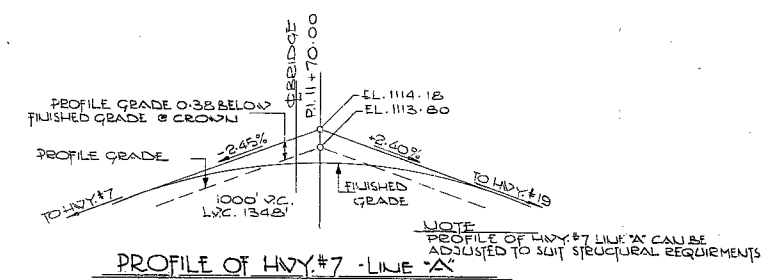 ₵ BRIDGE
P.I. 11+70.00
EL. 1114.18
EL. 1113.80
PROFILE GRADE 0.38 BELOW
FINISHED GRADE @ CROWN
-2.45%
+2.40%
PROFILE GRADE
TO HWY. #7
1000' V.C.
L.V.C. 1348'
FINISHED
GRADE
TO HWY. #19
NOTE
PROFILE OF HWY. #7 LINE "A" CAN BE
ADJUSTED TO SUIT STRUCTURAL REQUIRMENTS
PROFILE OF HWY. #7 - LINE "A"